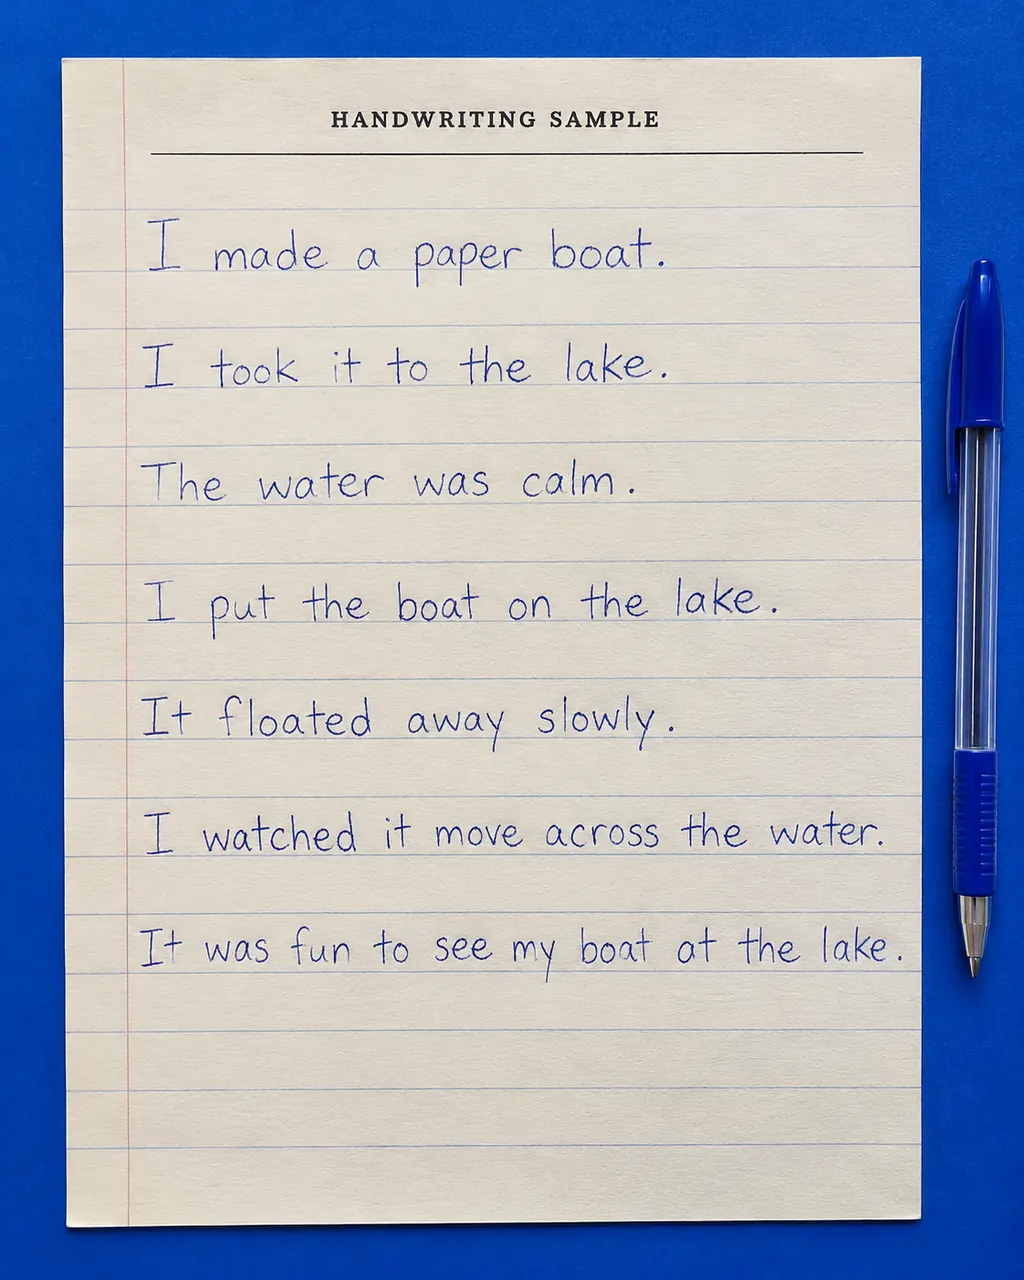 HANDWRITING SAMPLE
I made a paper boat.
I took it to the lake.
The water was calm.
I put the boat on the lake.
It floated away slowly.
I watched it move across the water.
It was fun to see my boat at the lake.